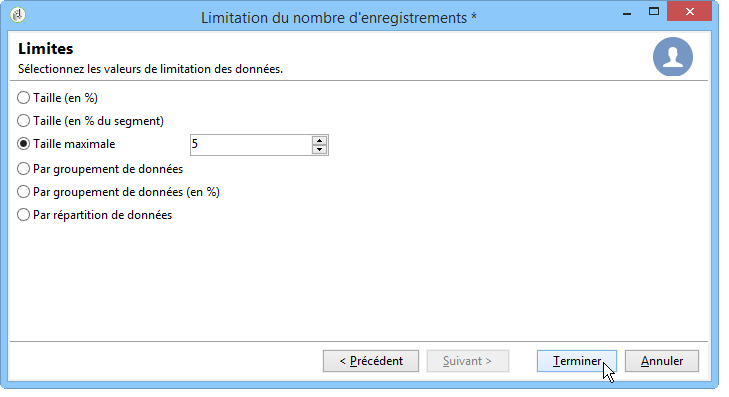 Limitation du nombre d'enregistrements *
Limites
Sélectionnez les valeurs de limitation des données.
Taille (en %)
Taille (en % du segment)
Taille maximale 5
Par groupement de données
Par groupement de données (en %)
Par répartition de données
< Précédent Suivant > Terminer Annuler